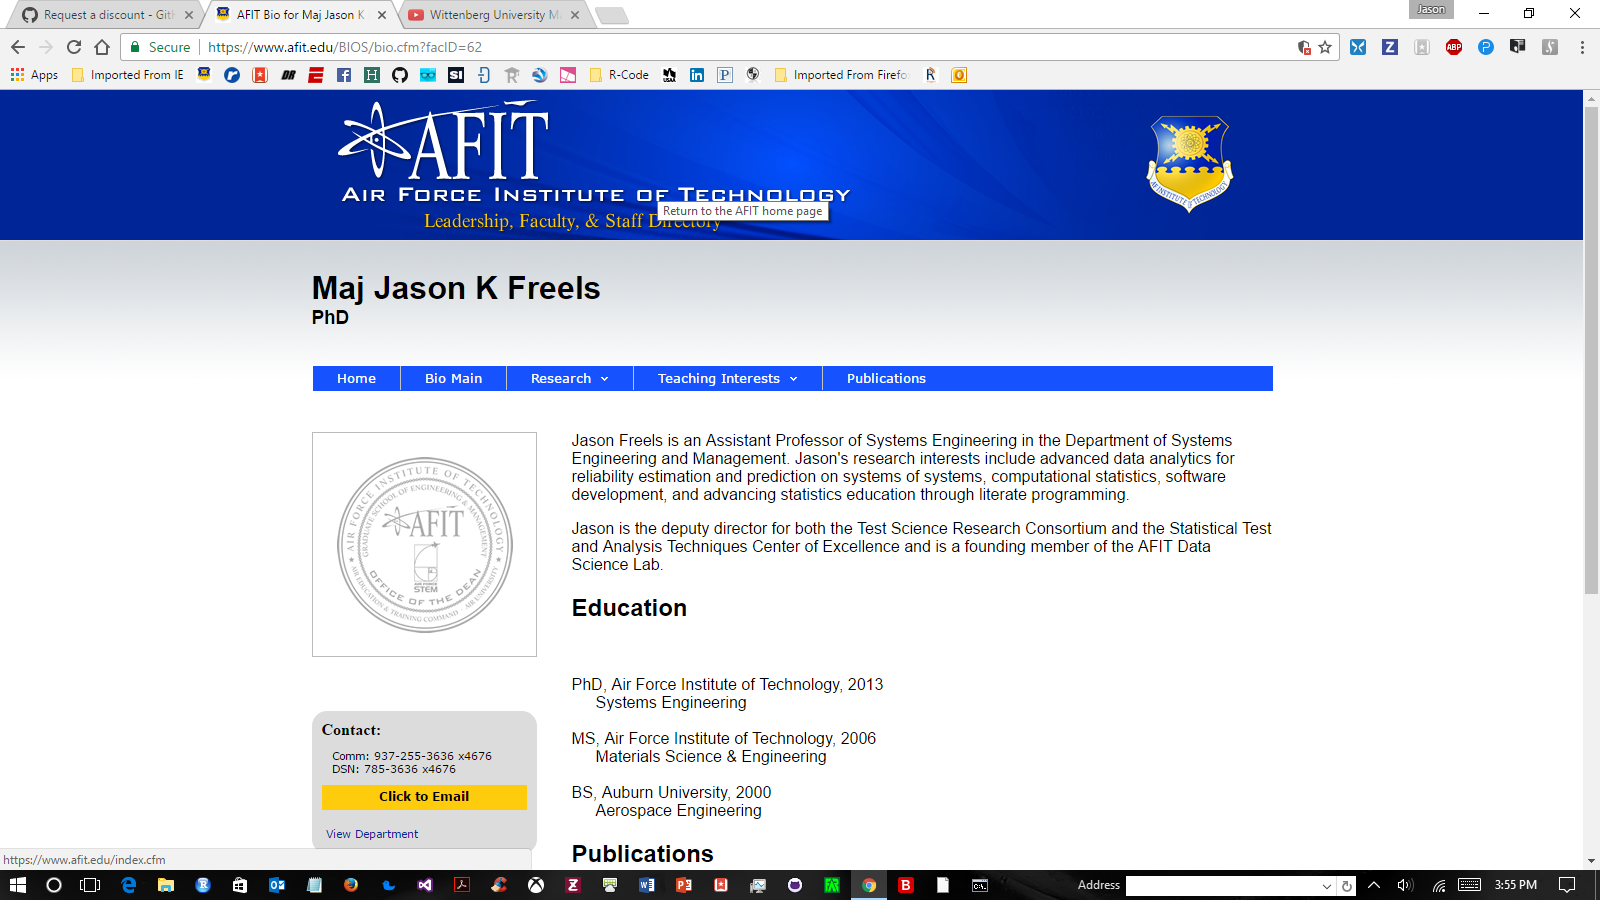 Request a discount - GitH
AFIT Bio for Maj Jason K
Wittenberg University M
Jason
Secure
https://www.afit.edu/BIOS/bio.cfm?facID=62
ABP
Apps
Imported From IE
R-Code
Imported From Firefo
AFIT
AIR FORCE INSTITUTE OF TECHNOLOGY
Return to the AFIT home page
Leadership, Faculty, & Staff Directory
Maj Jason K Freels
PhD
Home
Bio Main
Research
Teaching Interests
Publications
AIR FORCE INSTITUTE OF TECHNOLOGY
GRADUATE SCHOOL OF ENGINEERING & MANAGEMENT
AFIT
AIR FORCE
STEM
OFFICE OF THE DEAN
AIR EDUCATION & TRAINING COMMAND · AIR UNIVERSITY
Jason Freels is an Assistant Professor of Systems Engineering in the Department of Systems
Engineering and Management. Jason's research interests include advanced data analytics for
reliability estimation and prediction on systems of systems, computational statistics, software
development, and advancing statistics education through literate programming.
Jason is the deputy director for both the Test Science Research Consortium and the Statistical Test
and Analysis Techniques Center of Excellence and is a founding member of the AFIT Data
Science Lab.
Education
PhD, Air Force Institute of Technology, 2013
Systems Engineering
MS, Air Force Institute of Technology, 2006
Materials Science & Engineering
BS, Auburn University, 2000
Aerospace Engineering
Publications
Contact:
Comm: 937-255-3636 x4676
DSN: 785-3636 x4676
Click to Email
View Department
https://www.afit.edu/index.cfm
Address
3:55 PM